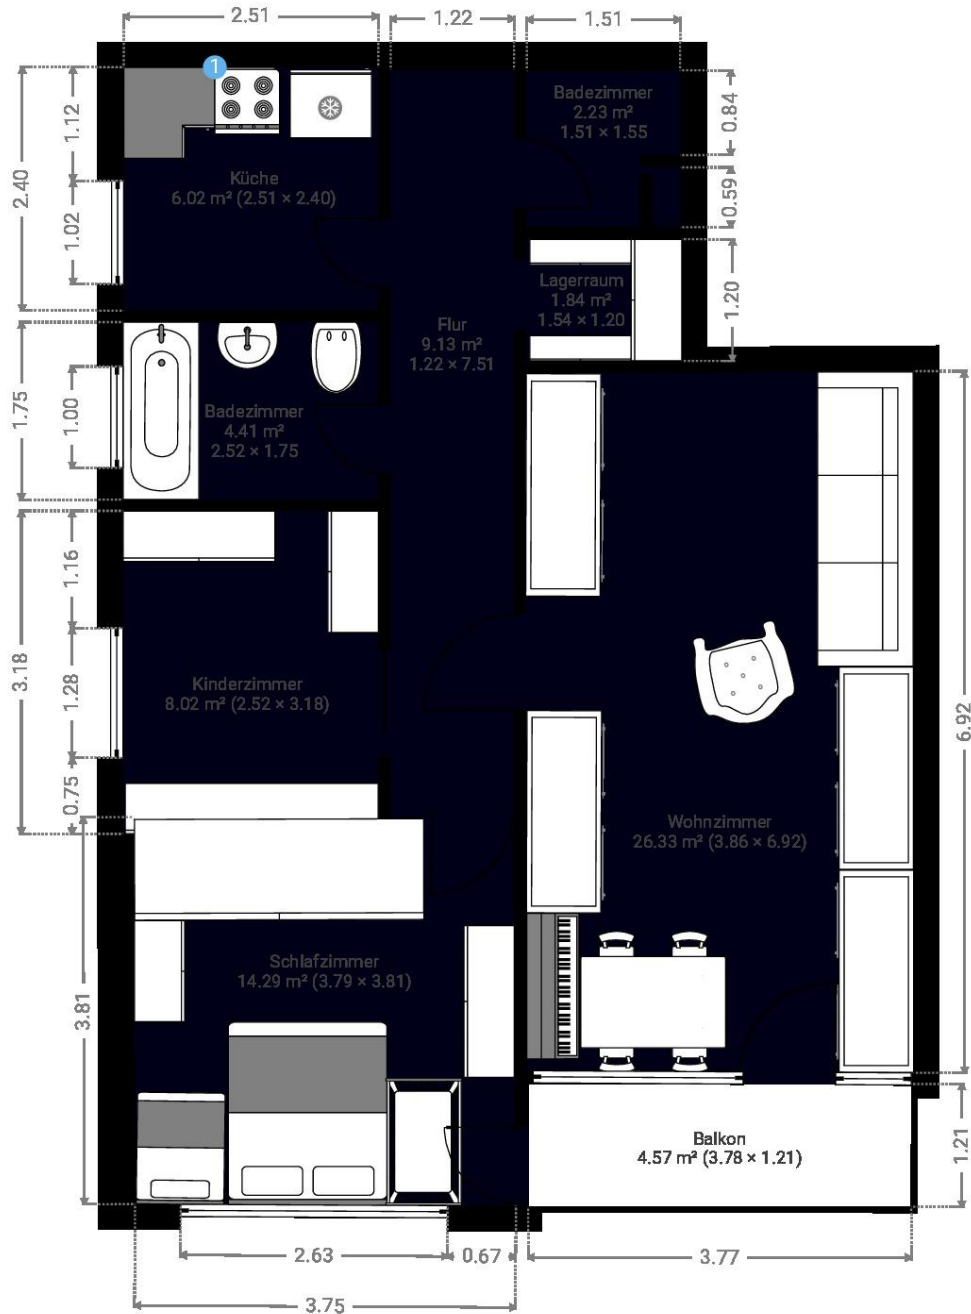 2.51
1.22
1.51
1
Badezimmer
2.23 m²
1.51 × 1.55
0.84
1.12
2.40
Küche
6.02 m² (2.51 × 2.40)
0.59
1.02
Lagerraum
1.84 m²
1.54 × 1.20
1.20
Flur
9.13 m²
1.22 × 7.51
1.75
1.00
Badezimmer
4.41 m²
2.52 × 1.75
1.16
3.18
1.28
Kinderzimmer
8.02 m² (2.52 × 3.18)
6.92
0.75
Wohnzimmer
26.33 m² (3.86 × 6.92)
Schlafzimmer
14.29 m² (3.79 × 3.81)
3.81
Balkon
4.57 m² (3.78 × 1.21)
1.21
2.63
0.67
3.77
3.75